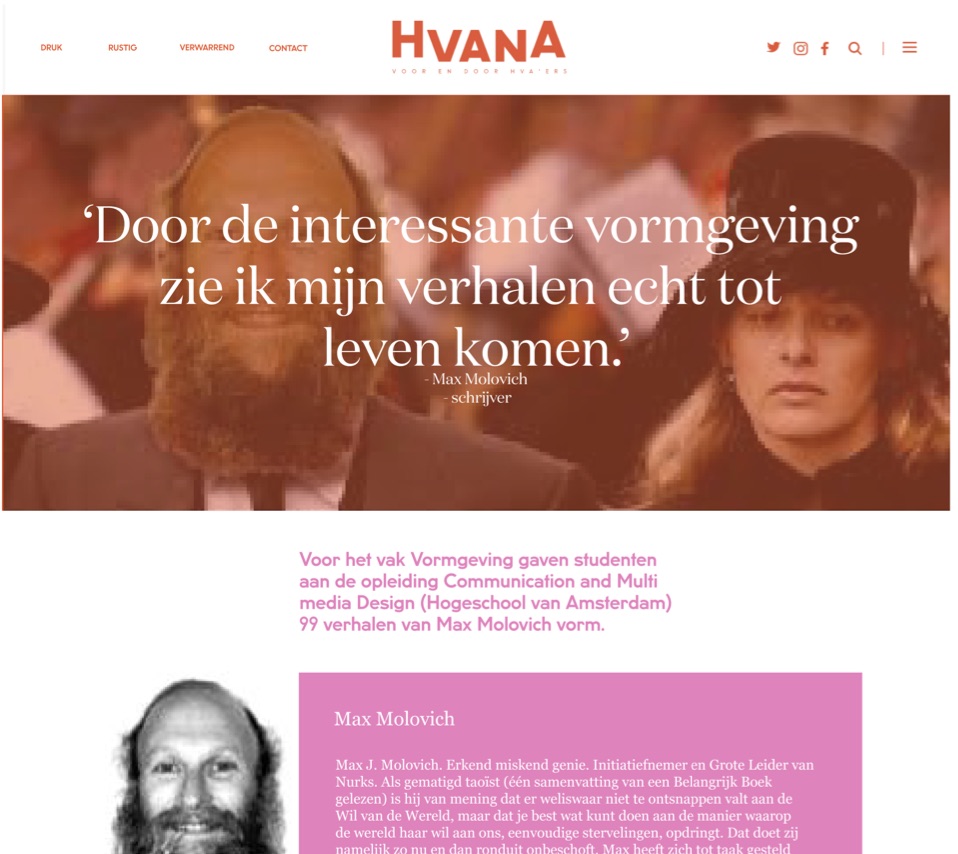 DRUK RUSTIG VERWARREND CONTACT
HVANA
VOOR EN DOOR HVA'ERS
‘Door de interessante vormgeving
zie ik mijn verhalen echt tot
leven komen.’
- Max Molovich
- schrijver
Voor het vak Vormgeving gaven studenten
aan de opleiding Communication and Multi
media Design (Hogeschool van Amsterdam)
99 verhalen van Max Molovich vorm.
Max Molovich
Max J. Molovich. Erkend miskend genie. Initiatiefnemer en Grote Leider van
Nurks. Als gematigd taoïst (één samenvatting van een Belangrijk Boek
gelezen) is hij van mening dat er weliswaar niet te ontsnappen valt aan de
Wil van de Wereld, maar dat je best wat kunt doen aan de manier waarop
de wereld haar wil aan ons, eenvoudige stervelingen, opdringt. Dat doet zij
namelijk zo nu en dan ronduit onbeschoft. Max heeft zich tot taak gesteld